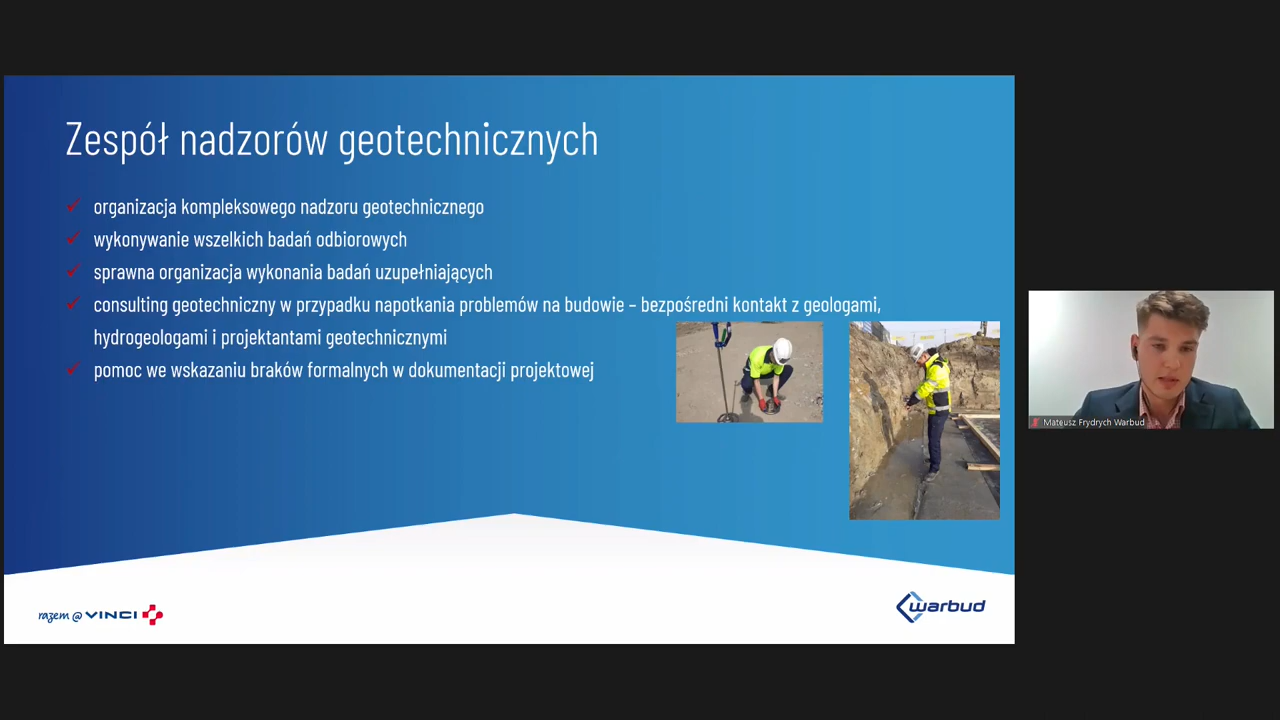 Zespół nadzorów geotechnicznych
organizacja kompleksowego nadzoru geotechnicznego
wykonywanie wszelkich badań odbiorowych
sprawna organizacja wykonania badań uzupełniających
consulting geotechniczny w przypadku napotkania problemów na budowie – bezpośredni kontakt z geologami,
hydrogeologami i projektantami geotechnicznymi
pomoc we wskazaniu braków formalnych w dokumentacji projektowej
Mateusz Frydrych Warbud
razem @ VINCI
warbud